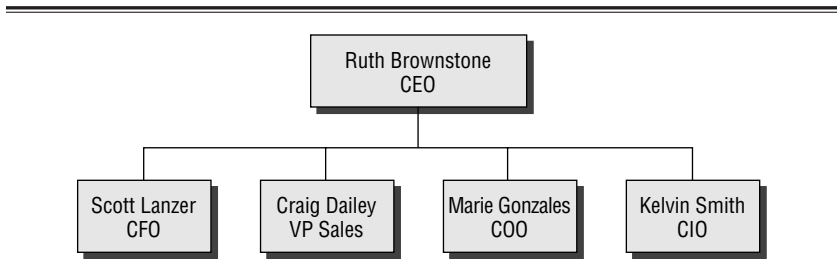 Ruth Brownstone
CEO
Scott Lanzer
CFO
Craig Dailey
VP Sales
Marie Gonzales
COO
Kelvin Smith
CIO